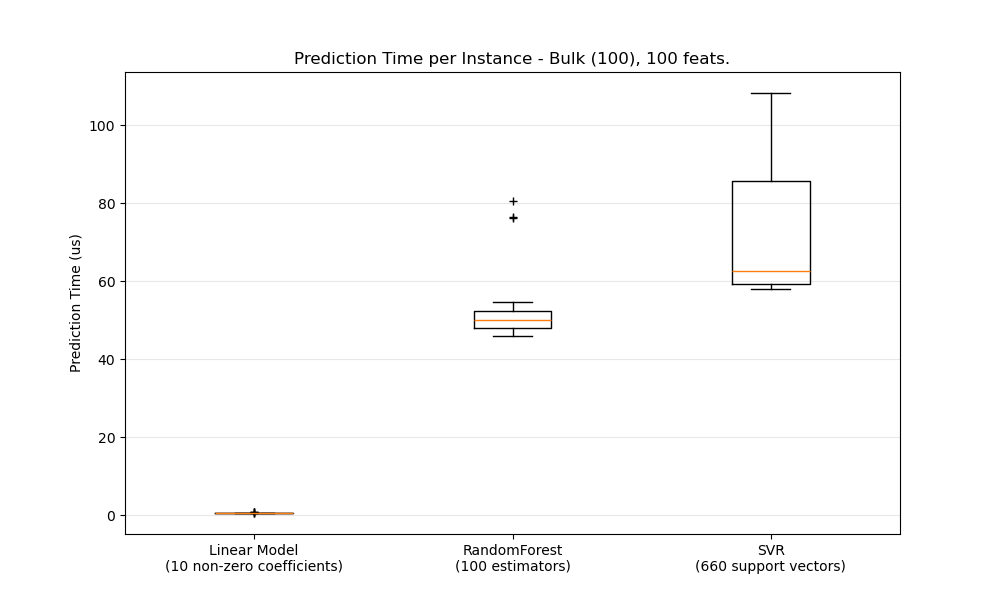 Prediction Time per Instance - Bulk (100), 100 feats.
Prediction Time (us)
100
80
60
40
20
0
Linear Model
(10 non-zero coefficients)
RandomForest
(100 estimators)
SVR
(660 support vectors)